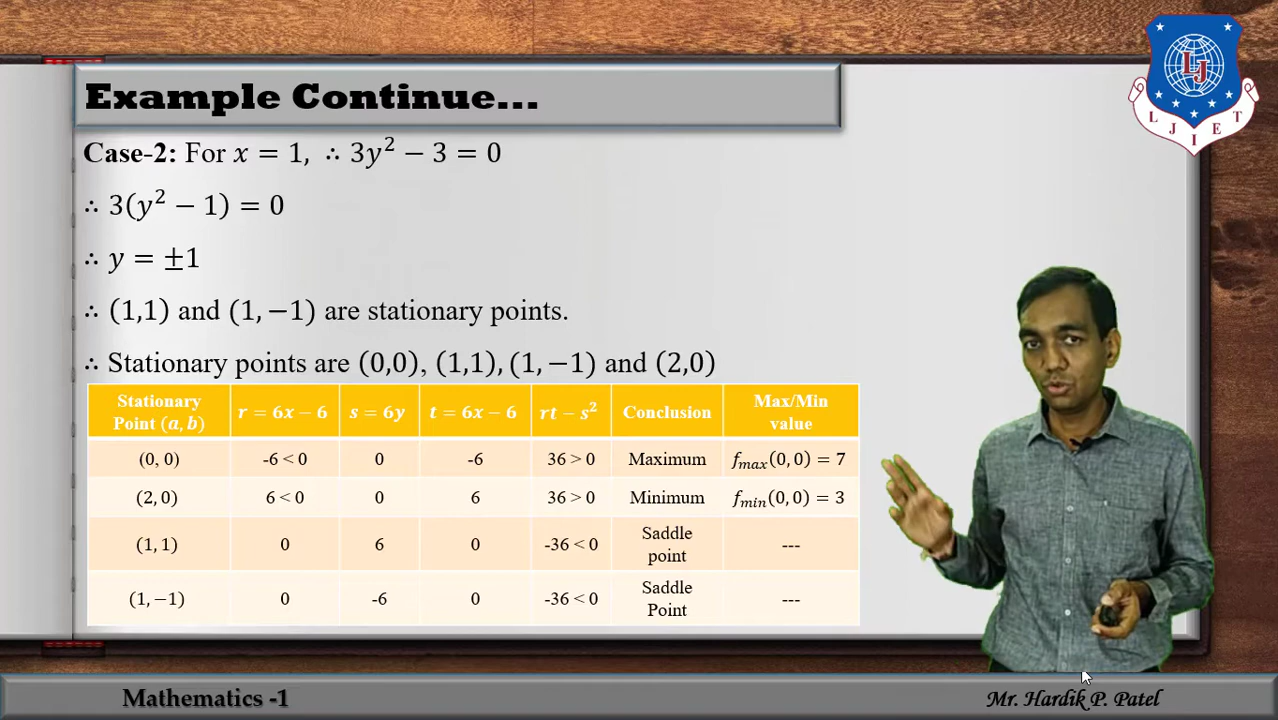 Example Continue...
Case-2: For x = 1, ∴ 3y² − 3 = 0
∴ 3(y² − 1) = 0
∴ y = ±1
∴ (1,1) and (1, −1) are stationary points.
∴ Stationary points are (0,0), (1,1), (1, −1) and (2,0)
Stationary Point (a, b) r = 6x − 6 s = 6y t = 6x − 6 rt − s² Conclusion Max/Min value
(0, 0) -6 < 0 0 -6 36 > 0 Maximum f_max(0, 0) = 7
(2, 0) 6 < 0 0 6 36 > 0 Minimum f_min(0, 0) = 3
(1, 1) 0 6 0 -36 < 0 Saddle point ---
(1, −1) 0 -6 0 -36 < 0 Saddle Point ---
LJ
L J I E T
Mathematics -1
Mr. Hardik P. Patel